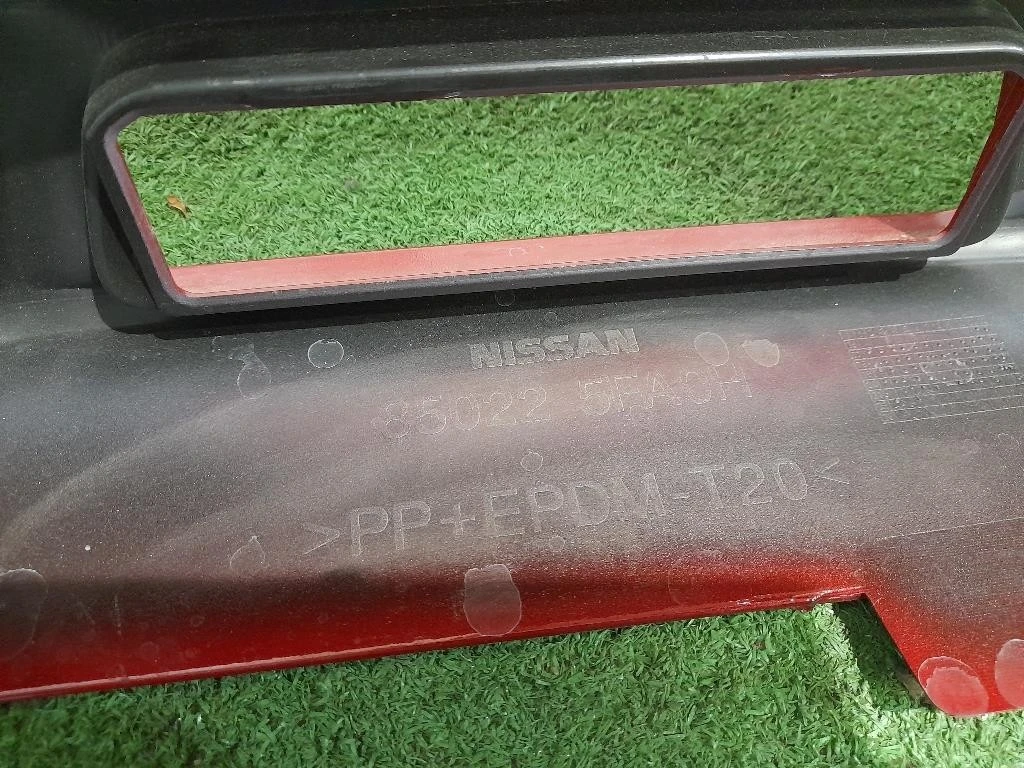 NISSAN
85022 5FA0H
>PP+EPDM-T20<